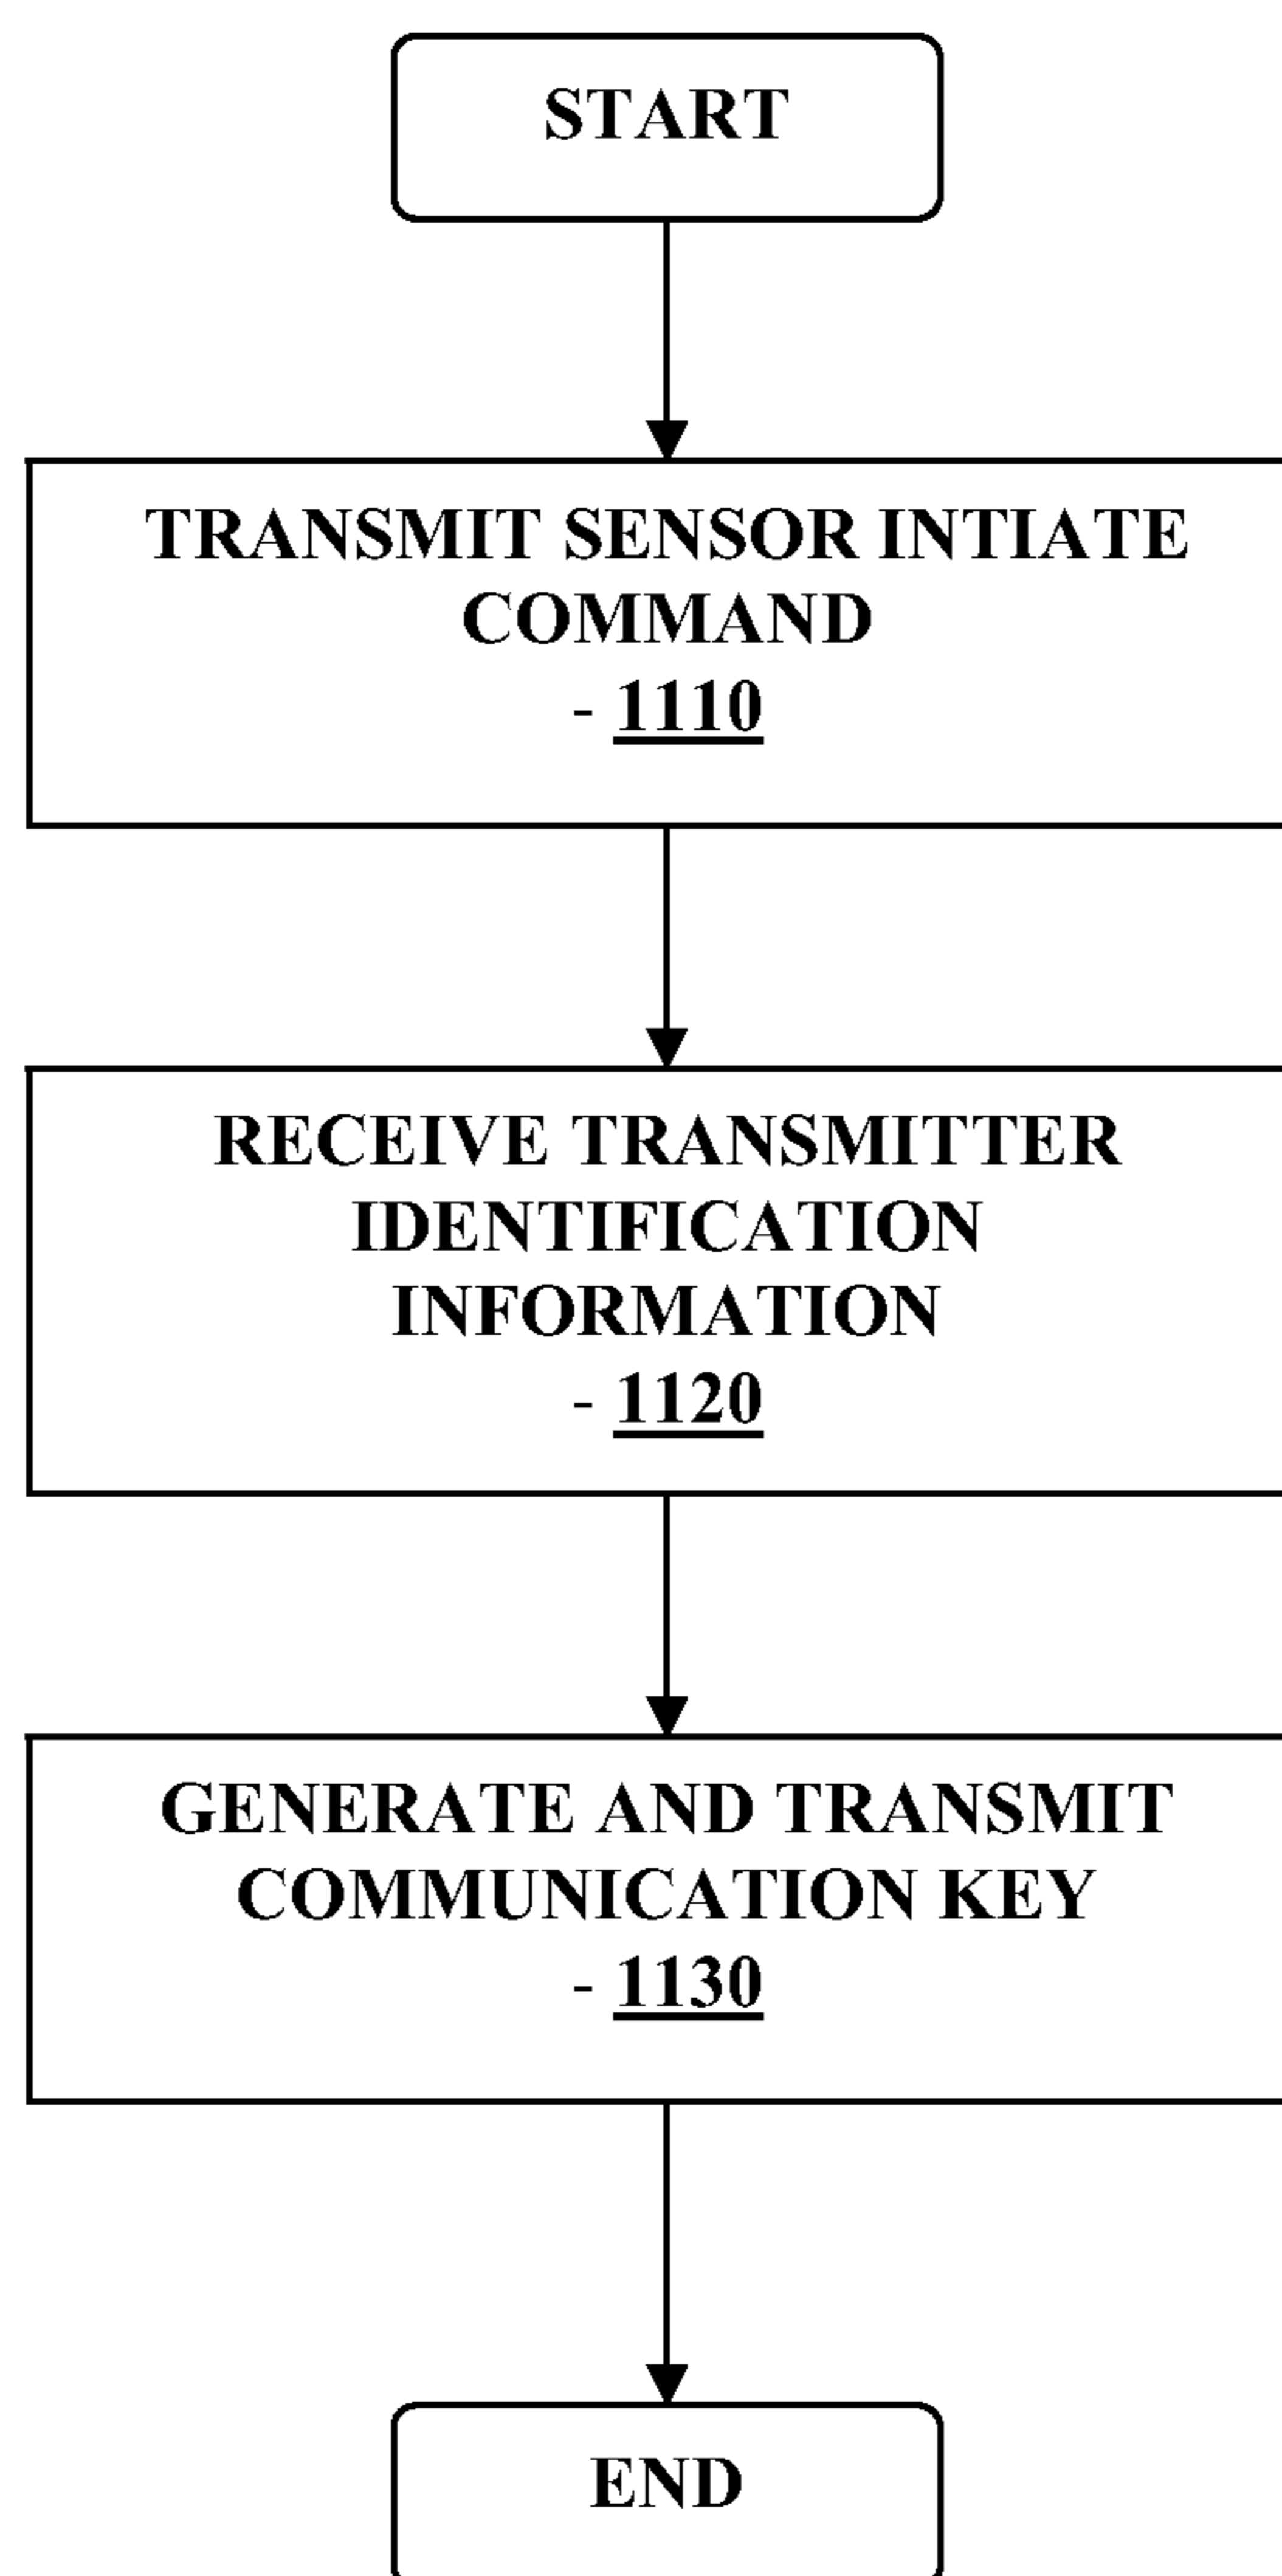 START
TRANSMIT SENSOR INTIATE
COMMAND
- 1110
RECEIVE TRANSMITTER
IDENTIFICATION
INFORMATION
- 1120
GENERATE AND TRANSMIT
COMMUNICATION KEY
- 1130
END